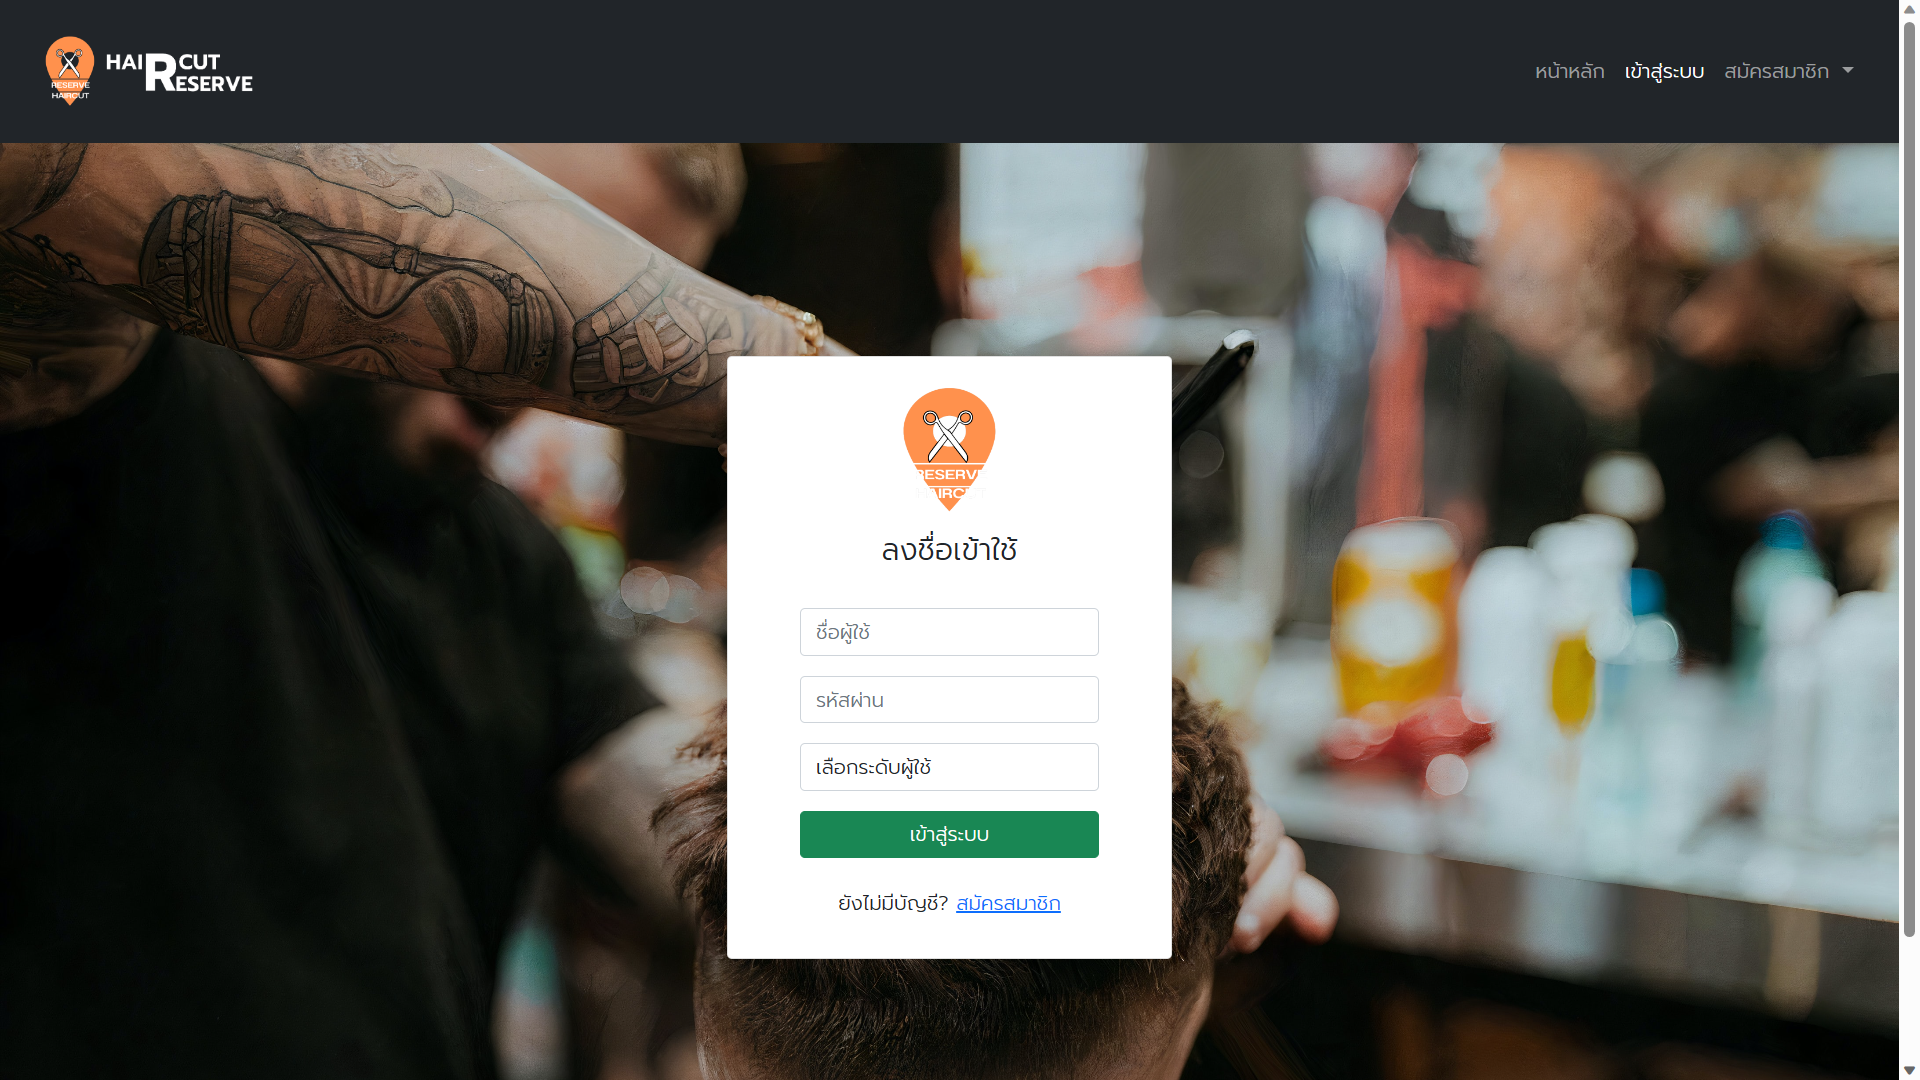 RESERVE
HAIRCUT
HAIRCUT
RESERVE
หน้าหลัก
เข้าสู่ระบบ
สมัครสมาชิก
RESERVE
HAIRC
ลงชื่อเข้าใช้
ชื่อผู้ใช้
รหัสผ่าน
เลือกระดับผู้ใช้
เข้าสู่ระบบ
ยังไม่มีบัญชี? สมัครสมาชิก